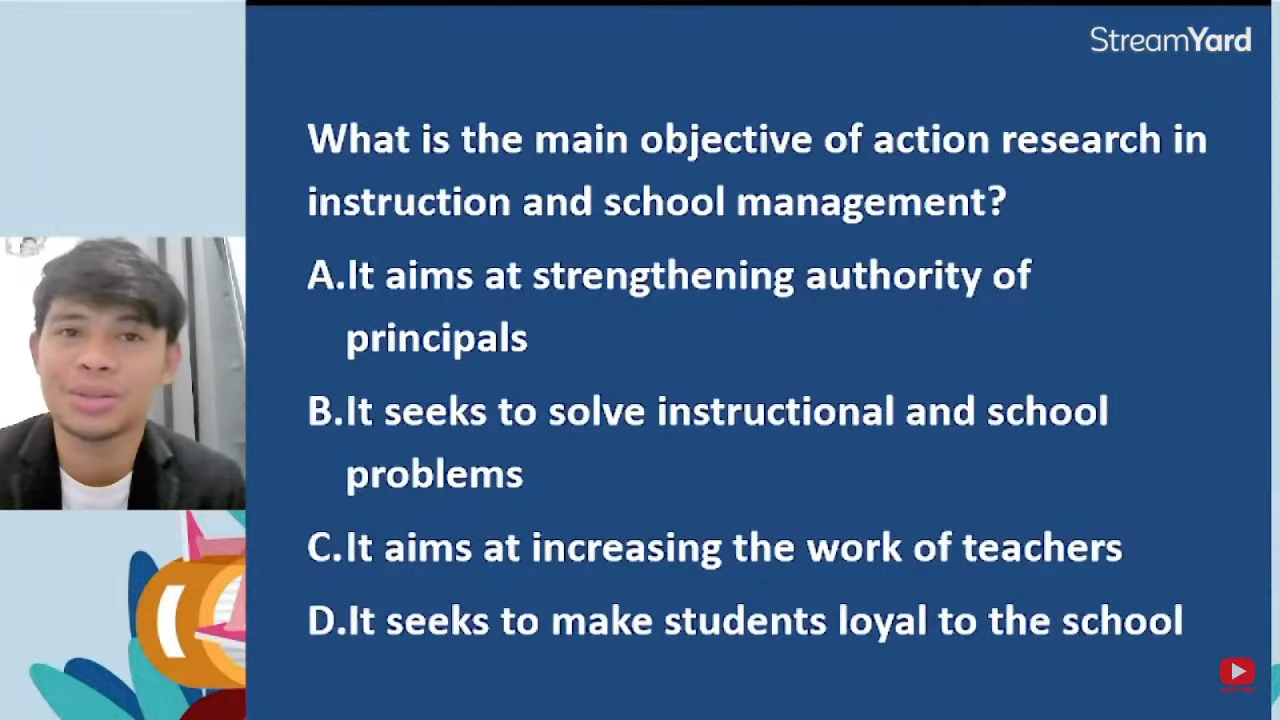 StreamYard
What is the main objective of action research in
instruction and school management?
A.It aims at strengthening authority of
principals
B.It seeks to solve instructional and school
problems
C.It aims at increasing the work of teachers
D.It seeks to make students loyal to the school